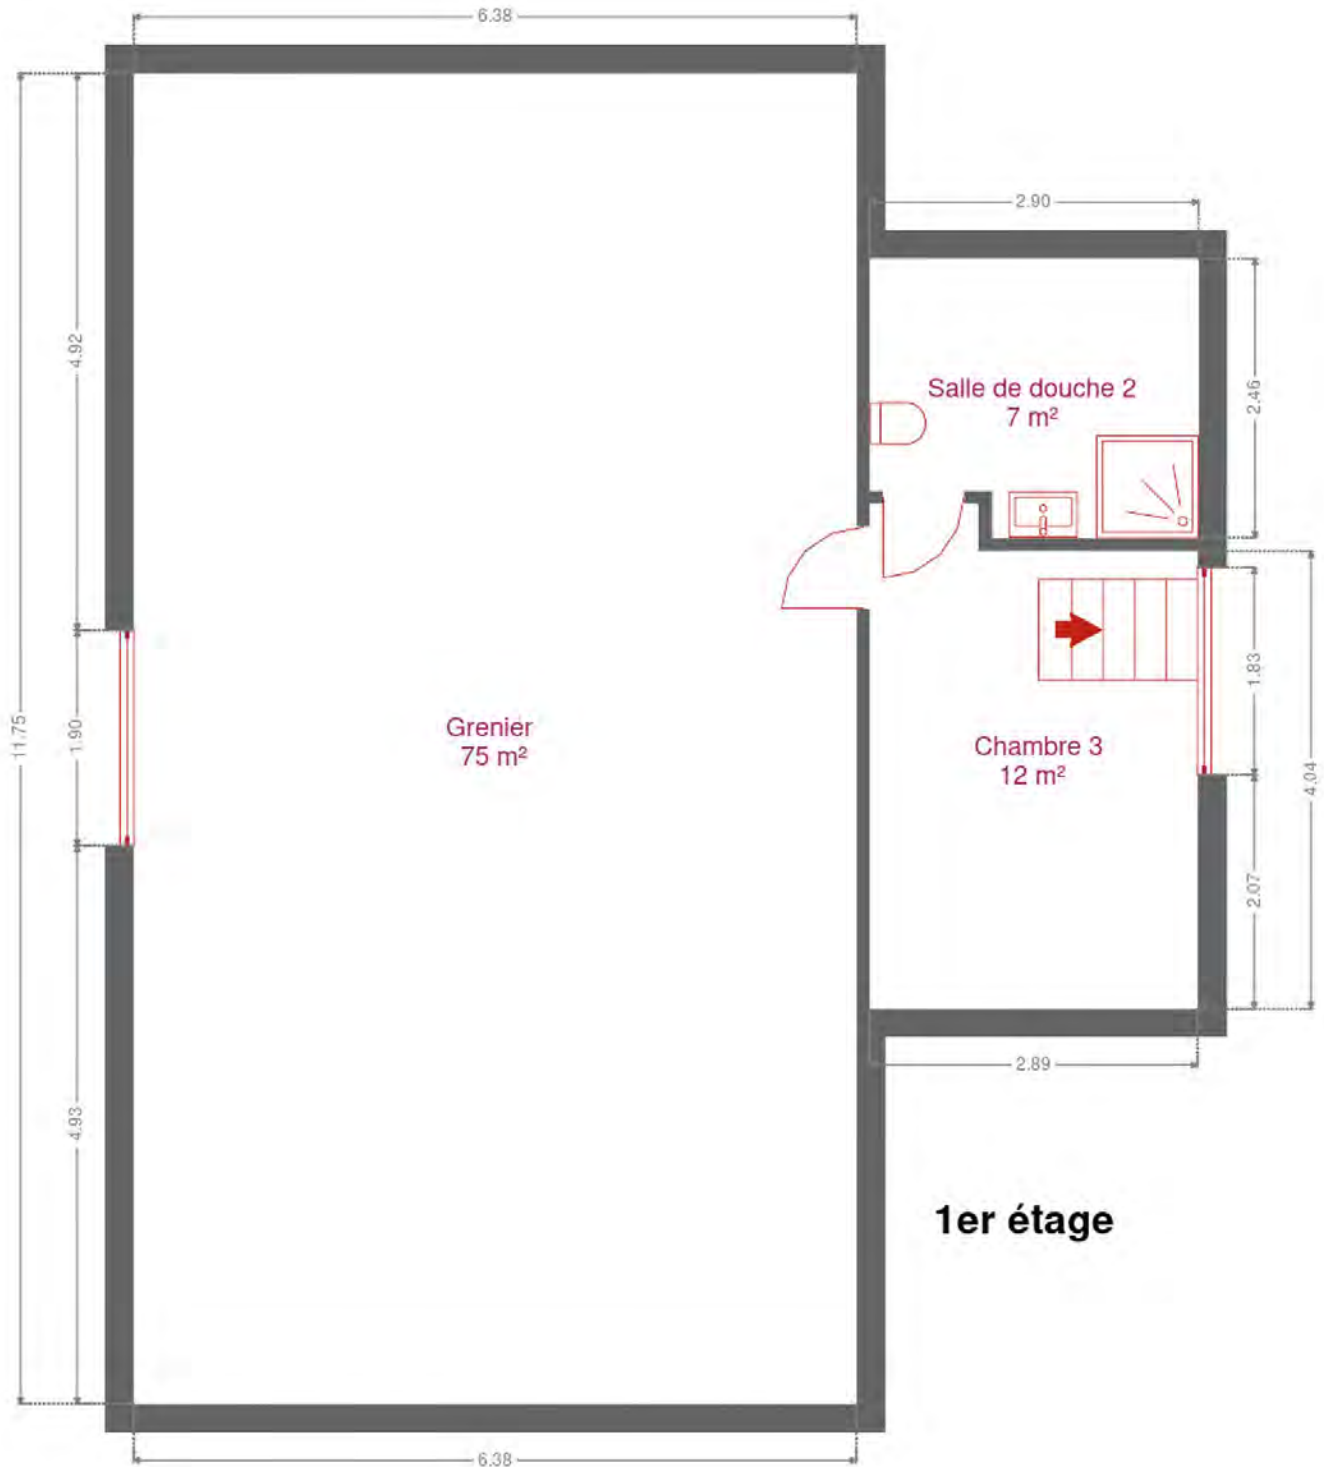 6.38
2.90
4.92
2.46
Salle de douche 2
7 m²
11.75
1.90
1.83
Grenier
75 m²
Chambre 3
12 m²
4.04
2.07
2.89
4.93
1er étage
6.38